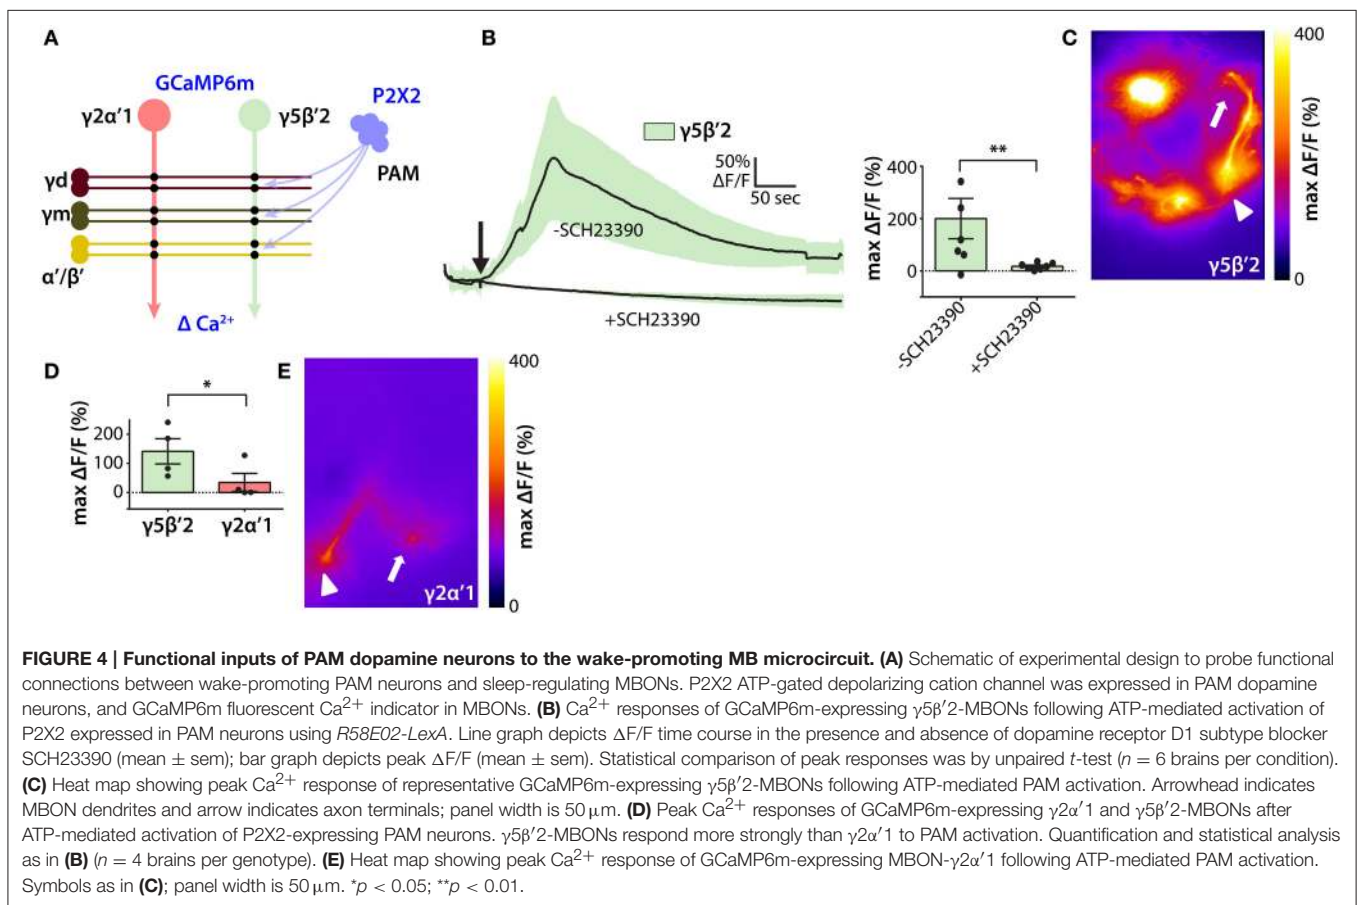 A
GCaMP6m
γ2α′1
γ5β′2
P2X2
PAM
γd
γm
α′/β′
Δ Ca²⁺
B
γ5β′2
50%
ΔF/F
50 sec
-SCH23390
+SCH23390
max ΔF/F (%)
400
200
0
**
-SCH23390
+SCH23390
C
γ5β′2
400
max ΔF/F (%)
0
D
max ΔF/F (%)
200
100
0
*
γ5β′2
γ2α′1
E
γ2α′1
400
max ΔF/F (%)
0
FIGURE 4 | Functional inputs of PAM dopamine neurons to the wake-promoting MB microcircuit. (A) Schematic of experimental design to probe functional
connections between wake-promoting PAM neurons and sleep-regulating MBONs. P2X2 ATP-gated depolarizing cation channel was expressed in PAM dopamine
neurons, and GCaMP6m fluorescent Ca²⁺ indicator in MBONs. (B) Ca²⁺ responses of GCaMP6m-expressing γ5β′2-MBONs following ATP-mediated activation of
P2X2 expressed in PAM neurons using R58E02-LexA. Line graph depicts ΔF/F time course in the presence and absence of dopamine receptor D1 subtype blocker
SCH23390 (mean ± sem); bar graph depicts peak ΔF/F (mean ± sem). Statistical comparison of peak responses was by unpaired t-test (n = 6 brains per condition).
(C) Heat map showing peak Ca²⁺ response of representative GCaMP6m-expressing γ5β′2-MBONs following ATP-mediated PAM activation. Arrowhead indicates
MBON dendrites and arrow indicates axon terminals; panel width is 50 μm. (D) Peak Ca²⁺ responses of GCaMP6m-expressing γ2α′1 and γ5β′2-MBONs after
ATP-mediated activation of P2X2-expressing PAM neurons. γ5β′2-MBONs respond more strongly than γ2α′1 to PAM activation. Quantification and statistical analysis
as in (B) (n = 4 brains per genotype). (E) Heat map showing peak Ca²⁺ response of GCaMP6m-expressing MBON-γ2α′1 following ATP-mediated PAM activation.
Symbols as in (C); panel width is 50 μm. *p < 0.05; **p < 0.01.